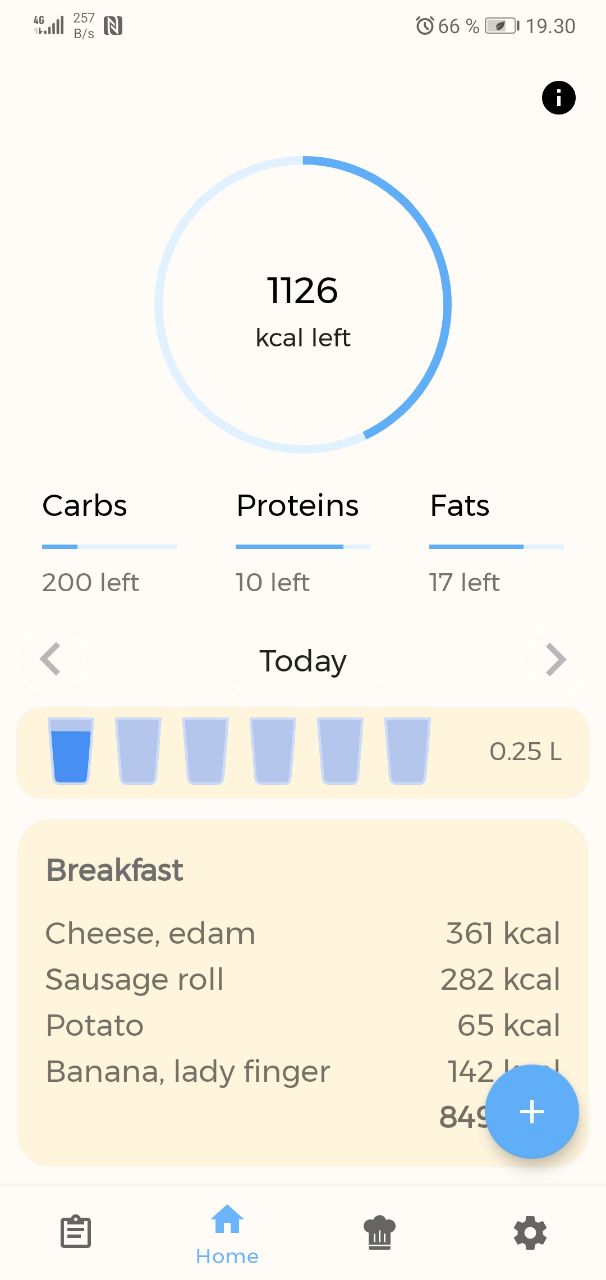 4G 257 B/s 66 % 19.30
1126
kcal left
Carbs Proteins Fats
200 left 10 left 17 left
Today
0.25 L
Breakfast
Cheese, edam 361 kcal
Sausage roll 282 kcal
Potato 65 kcal
Banana, lady finger 142 kcal
849
Home